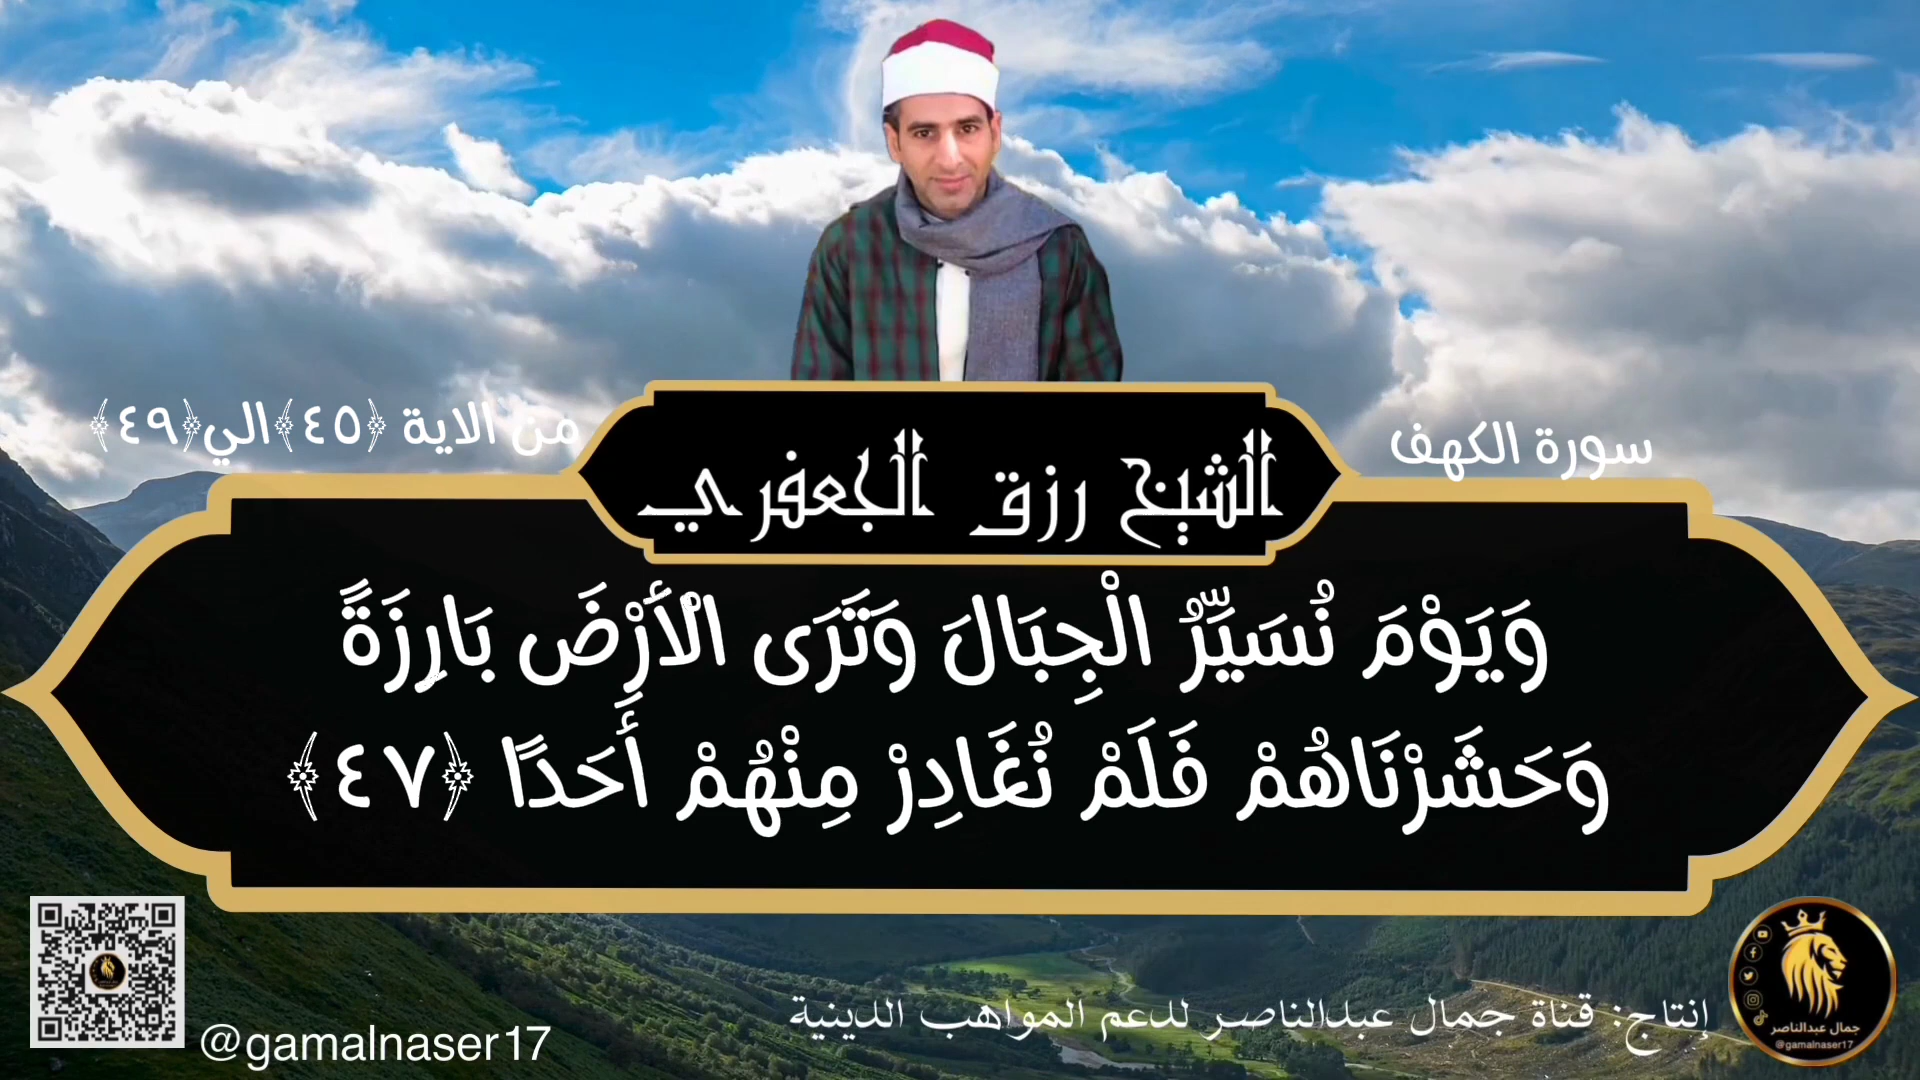 سورة الكهف
من الاية ﴿٤٥﴾الي﴿٤٩﴾
الشيخ رزق الجعفري
وَيَوْمَ نُسَيِّرُ الْجِبَالَ وَتَرَى الْأَرْضَ بَارِزَةً
وَحَشَرْنَاهُمْ فَلَمْ نُغَادِرْ مِنْهُمْ أَحَدًا ﴿٤٧﴾
إنتاج: قناة جمال عبدالناصر لدعم المواهب الدينية
@gamalnaser17
جمال عبدالناصر
@gamalnaser17